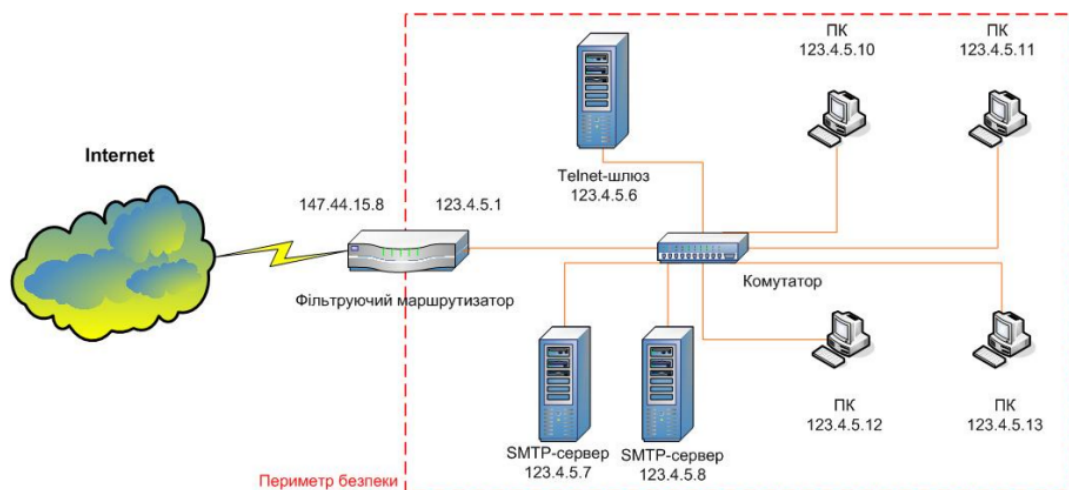 ПК
123.4.5.10
ПК
123.4.5.11
Internet
Telnet-шлюз
123.4.5.6
147.44.15.8
123.4.5.1
Фільтруючий маршрутизатор
Комутатор
ПК
123.4.5.12
ПК
123.4.5.13
SMTP-сервер
123.4.5.7
SMTP-сервер
123.4.5.8
Периметр безпеки